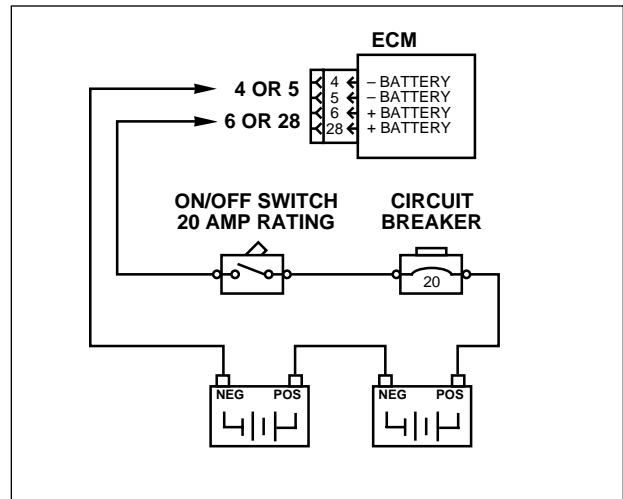 ECM
4 OR 5
6 OR 28
4 – BATTERY
5 – BATTERY
6 + BATTERY
28 + BATTERY
ON/OFF SWITCH
20 AMP RATING
CIRCUIT
BREAKER
20
NEG POS
NEG POS